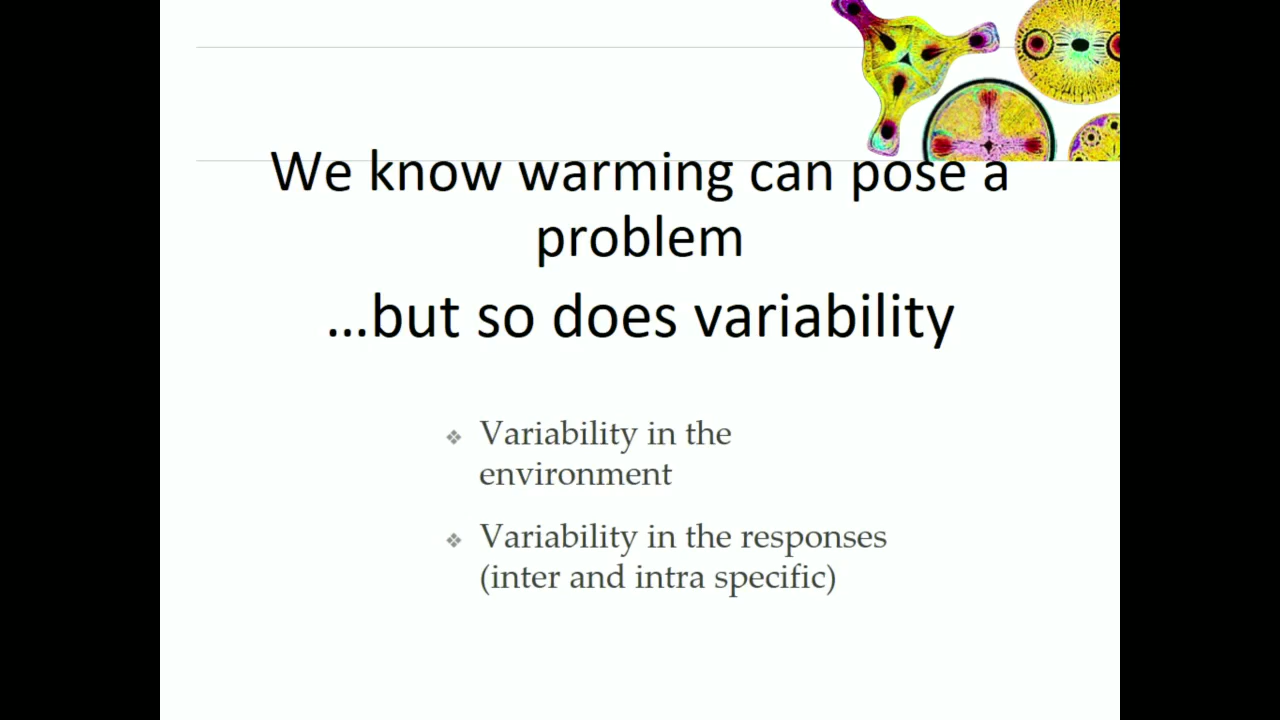 We know warming can pose a
problem
...but so does variability
Variability in the
environment
Variability in the responses
(inter and intra specific)